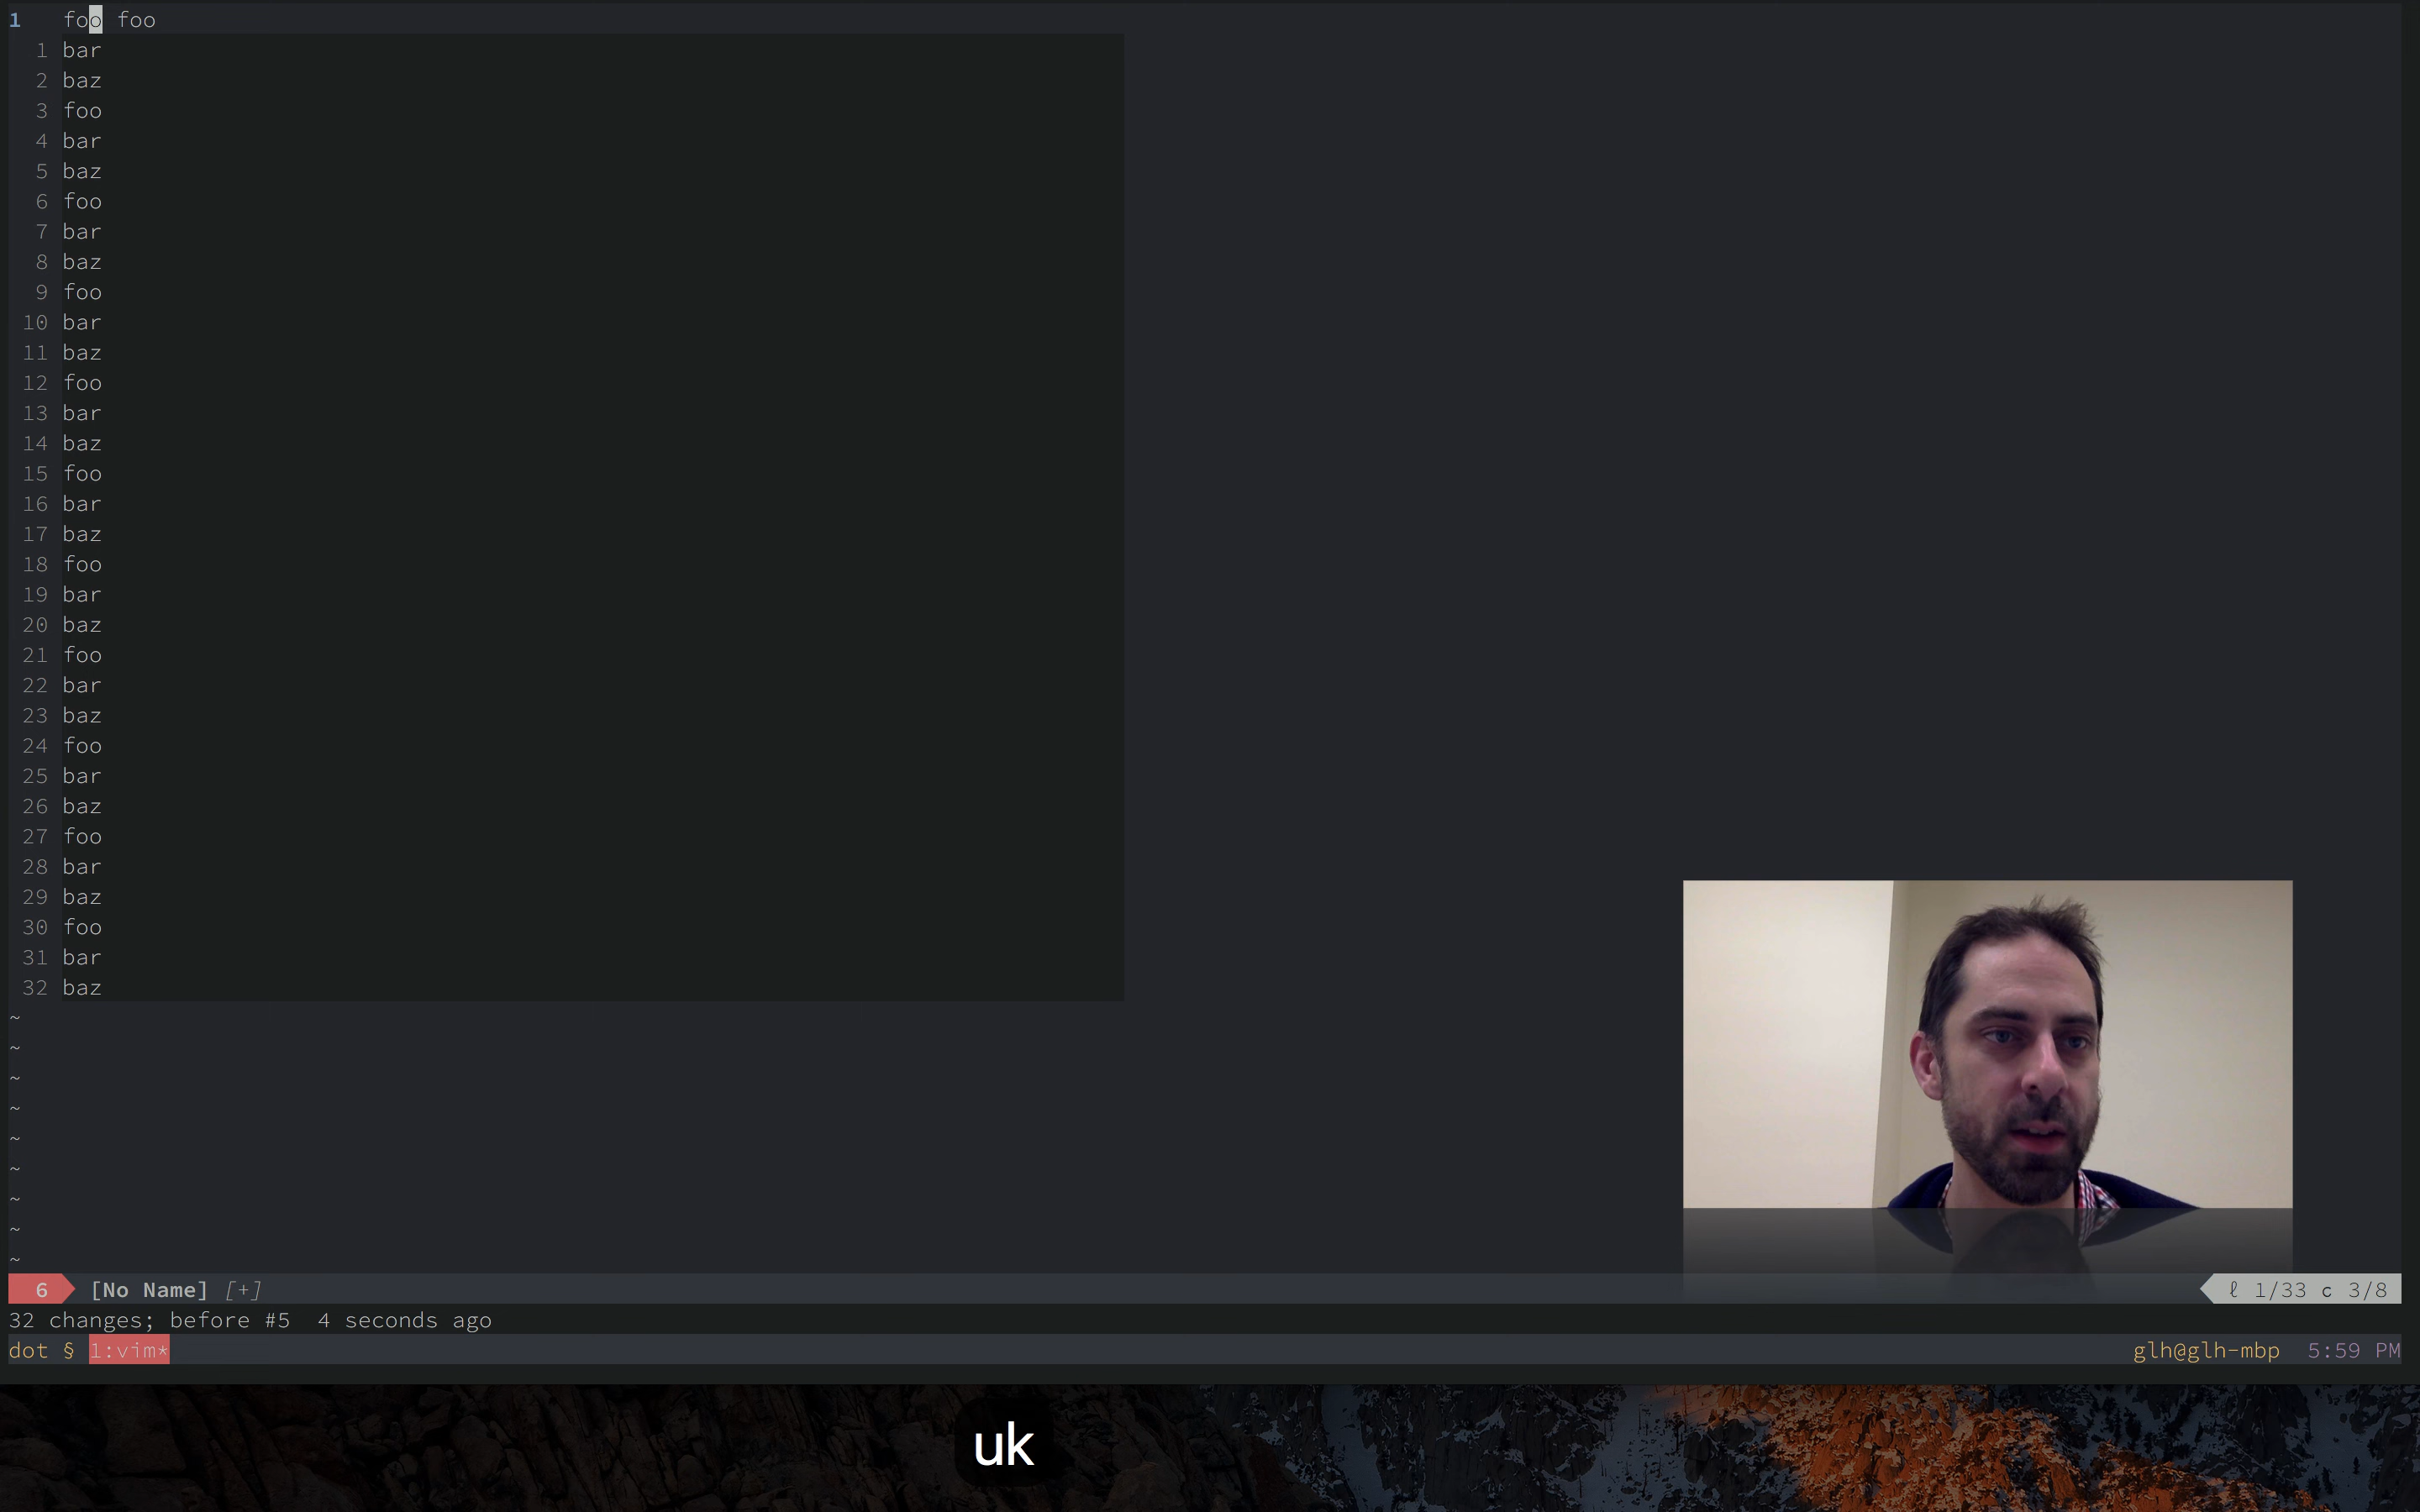 1 foo foo
1 bar
2 baz
3 foo
4 bar
5 baz
6 foo
7 bar
8 baz
9 foo
10 bar
11 baz
12 foo
13 bar
14 baz
15 foo
16 bar
17 baz
18 foo
19 bar
20 baz
21 foo
22 bar
23 baz
24 foo
25 bar
26 baz
27 foo
28 bar
29 baz
30 foo
31 bar
32 baz
~
~
~
~
~
~
~
~
~
6 [No Name] [+] ℓ 1/33 c 3/8
32 changes; before #5 4 seconds ago
dot § 1:vim* glh@glh-mbp 5:59 PM
uk